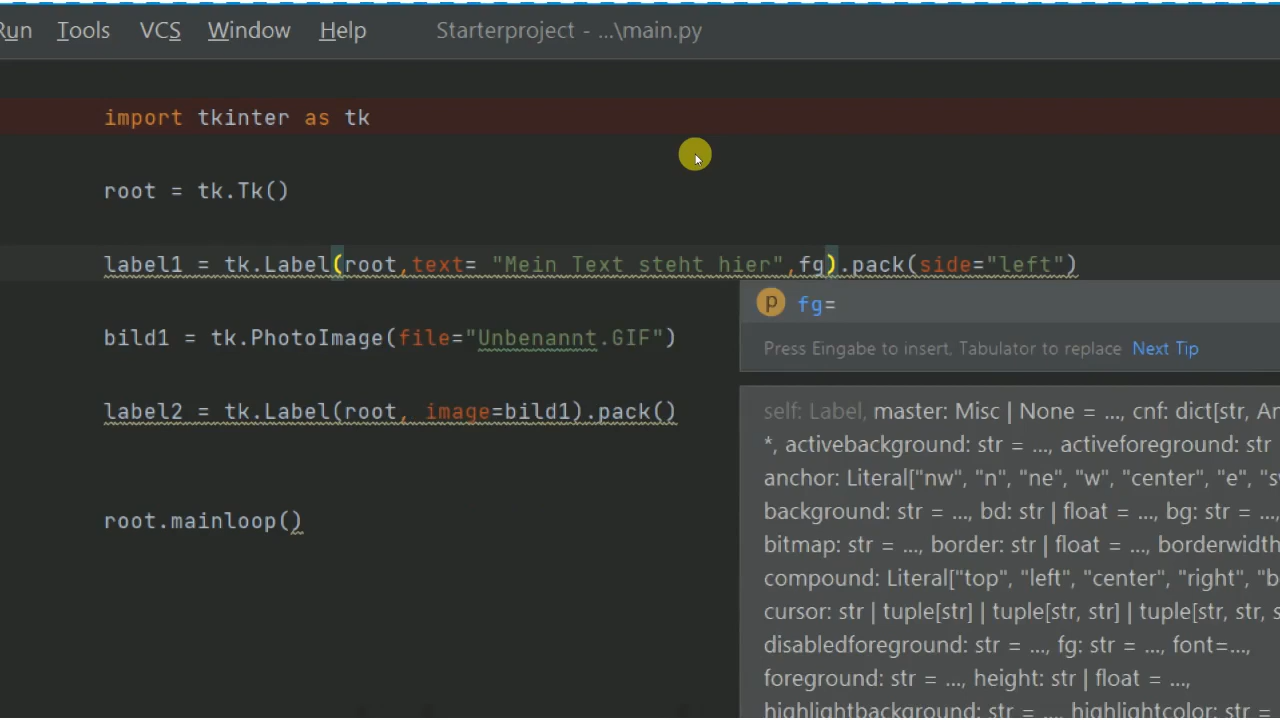 Run Tools VCS Window Help Starterproject - ...\main.py
import tkinter as tk
root = tk.Tk()
label1 = tk.Label(root,text= "Mein Text steht hier",fg).pack(side="left")
p fg=
bild1 = tk.PhotoImage(file="Unbenannt.GIF")
Press Eingabe to insert, Tabulator to replace Next Tip
label2 = tk.Label(root, image=bild1).pack()
self: Label, master: Misc | None = ..., cnf: dict[str, 
*, activebackground: str = ..., activeforeground: str
anchor: Literal["nw", "n", "ne", "w", "center", "e",
background: str = ..., bd: str | float = ..., bg: str = ...,
root.mainloop()
bitmap: str = ..., border: str | float = ..., borderwidth
compound: Literal["top", "left", "center", "right",
cursor: str | tuple[str] | tuple[str, str] | tuple[str, str,
disabledforeground: str = ..., fg: str = ..., font=...,
foreground: str = ..., height: str | float = ...,
highlightbackground: str = ..., highlightcolor: str =